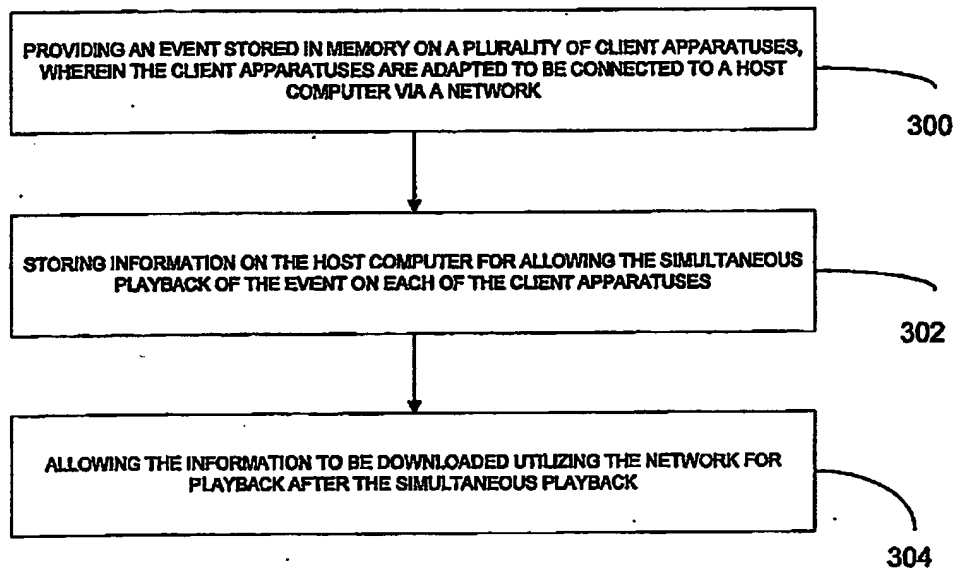 PROVIDING AN EVENT STORED IN MEMORY ON A PLURALITY OF CLIENT APPARATUSES,
WHEREIN THE CLIENT APPARATUSES ARE ADAPTED TO BE CONNECTED TO A HOST
COMPUTER VIA A NETWORK
300
STORING INFORMATION ON THE HOST COMPUTER FOR ALLOWING THE SIMULTANEOUS
PLAYBACK OF THE EVENT ON EACH OF THE CLIENT APPARATUSES
302
ALLOWING THE INFORMATION TO BE DOWNLOADED UTILIZING THE NETWORK FOR
PLAYBACK AFTER THE SIMULTANEOUS PLAYBACK
304